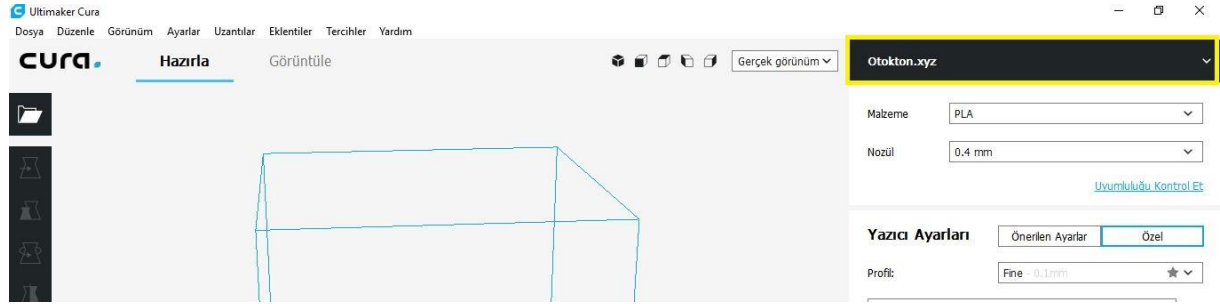 Ultimaker Cura
Dosya Düzenle Görünüm Ayarlar Uzantılar Eklentiler Tercihler Yardım
cura. Hazırla Görüntüle Gerçek görünüm Otokton.xyz
Malzeme PLA
Nozül 0.4 mm
Uyumluluğu Kontrol Et
Yazıcı Ayarları Önerilen Ayarlar Özel
Profil: Fine - 0.1mm